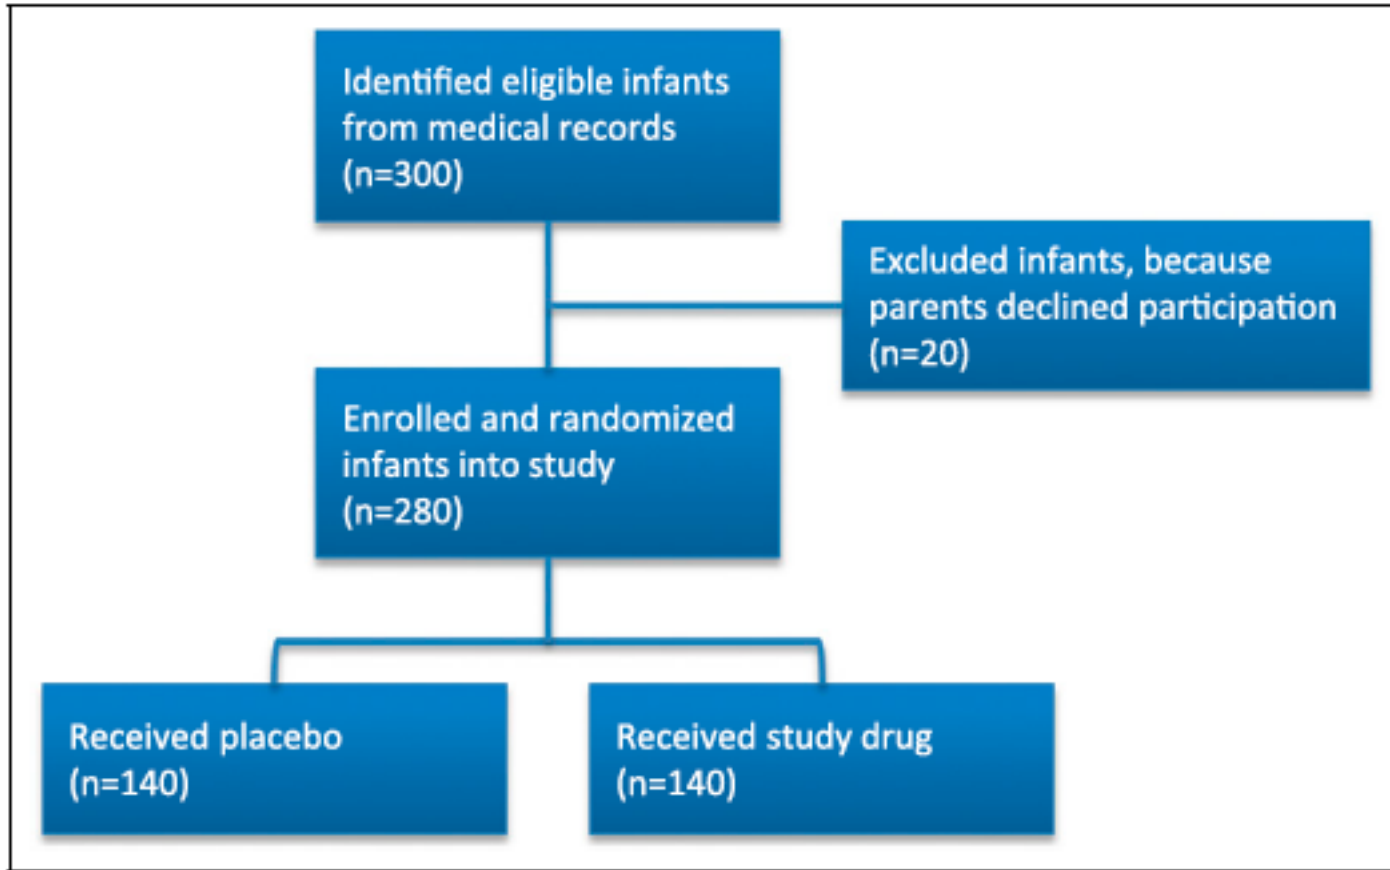 Identified eligible infants
from medical records
(n=300)
Excluded infants, because
parents declined participation
(n=20)
Enrolled and randomized
infants into study
(n=280)
Received placebo
(n=140)
Received study drug
(n=140)